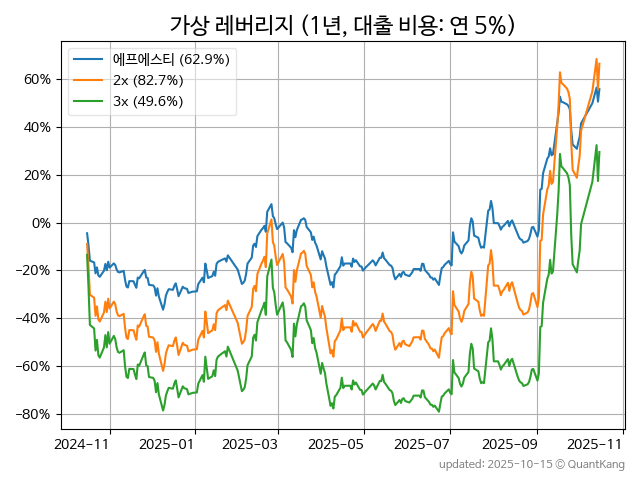 가상 레버리지 (1년, 대출 비용: 연 5%)
에프에스티 (62.9%)
2x (82.7%)
3x (49.6%)
60%
40%
20%
0%
−20%
−40%
−60%
−80%
2024-11 2025-01 2025-03 2025-05 2025-07 2025-09 2025-11
updated: 2025-10-15 © QuantKang